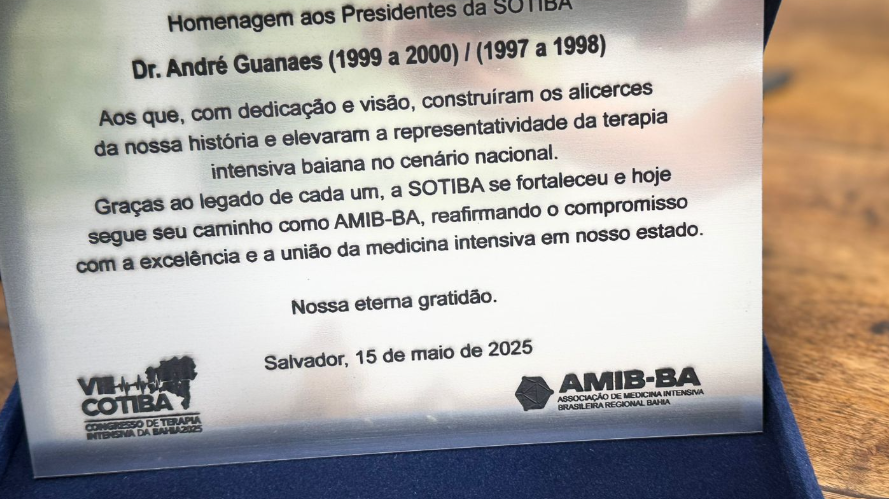 Homenagem aos Presidentes da SOTIBA
Dr. André Guanaes (1999 a 2000) / (1997 a 1998)
Aos que, com dedicação e visão, construíram os alicerces
da nossa história e elevaram a representatividade da terapia
intensiva baiana no cenário nacional.
Graças ao legado de cada um, a SOTIBA se fortaleceu e hoje
segue seu caminho como AMIB-BA, reafirmando o compromisso
com a excelência e a união da medicina intensiva em nosso estado.
Nossa eterna gratidão.
Salvador, 15 de maio de 2025
VIII
COTIBA
CONGRESSO DE TERAPIA
INTENSIVA DA BAHIA 2025
AMIB-BA
ASSOCIAÇÃO DE MEDICINA INTENSIVA
BRASILEIRA REGIONAL BAHIA